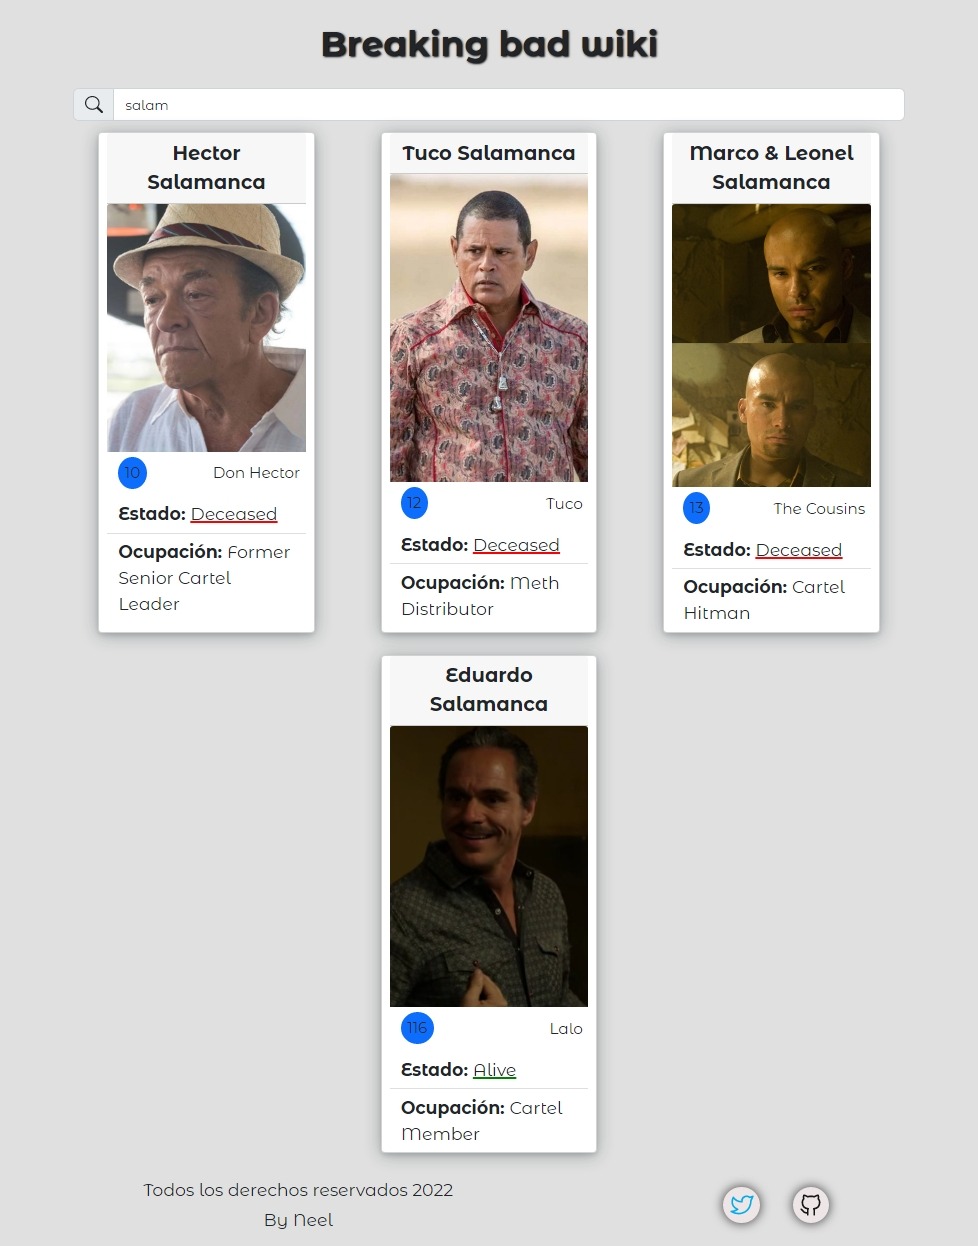 Breaking bad wiki
salam
Hector
Salamanca
10
Don Hector
Estado: Deceased
Ocupación: Former
Senior Cartel
Leader
Tuco Salamanca
12
Tuco
Estado: Deceased
Ocupación: Meth
Distributor
Marco & Leonel
Salamanca
13
The Cousins
Estado: Deceased
Ocupación: Cartel
Hitman
Eduardo
Salamanca
116
Lalo
Estado: Alive
Ocupación: Cartel
Member
Todos los derechos reservados 2022
By Neel